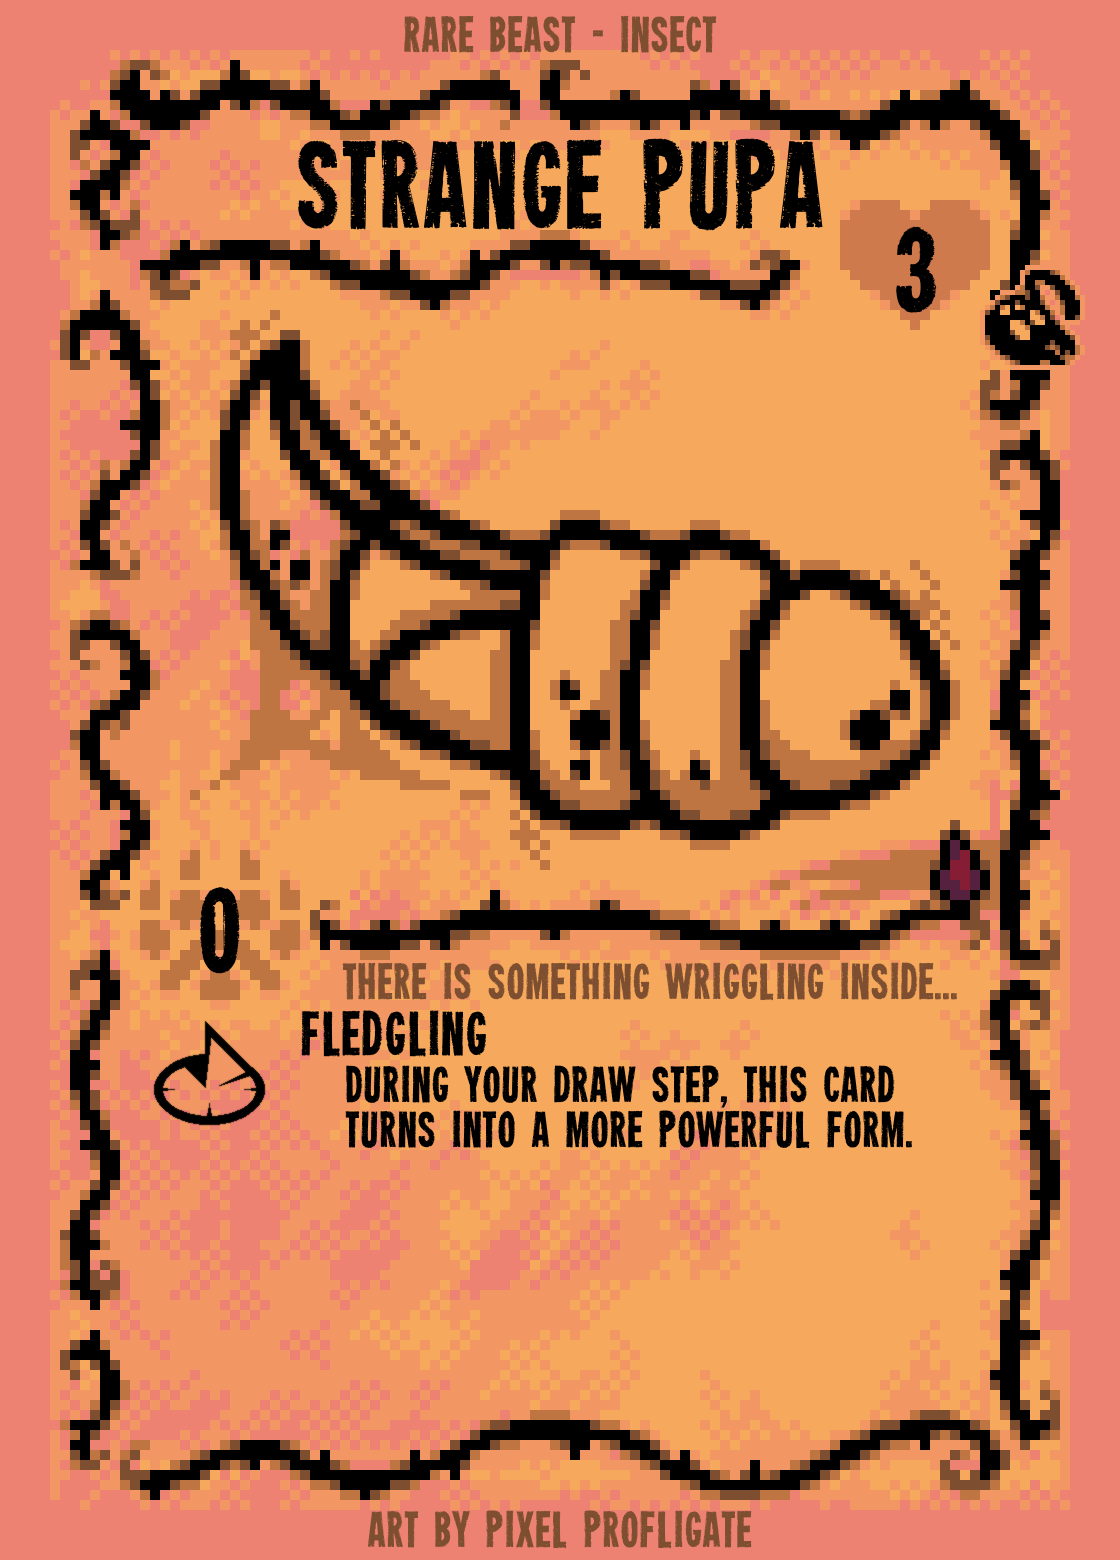 RARE BEAST - INSECT
STRANGE PUPA
3
0
THERE IS SOMETHING WRIGGLING INSIDE...
FLEDGLING
DURING YOUR DRAW STEP, THIS CARD
TURNS INTO A MORE POWERFUL FORM.
ART BY PIXEL PROFLIGATE